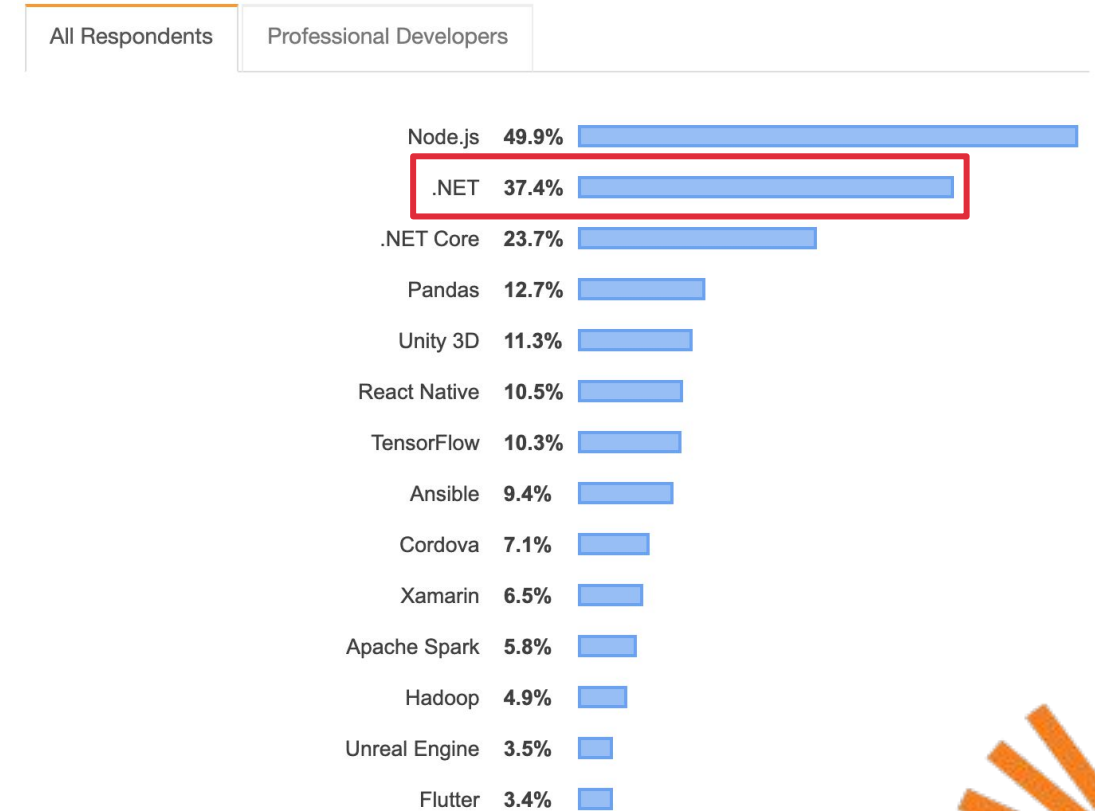 All Respondents Professional Developers
Node.js 49.9%
.NET 37.4%
.NET Core 23.7%
Pandas 12.7%
Unity 3D 11.3%
React Native 10.5%
TensorFlow 10.3%
Ansible 9.4%
Cordova 7.1%
Xamarin 6.5%
Apache Spark 5.8%
Hadoop 4.9%
Unreal Engine 3.5%
Flutter 3.4%